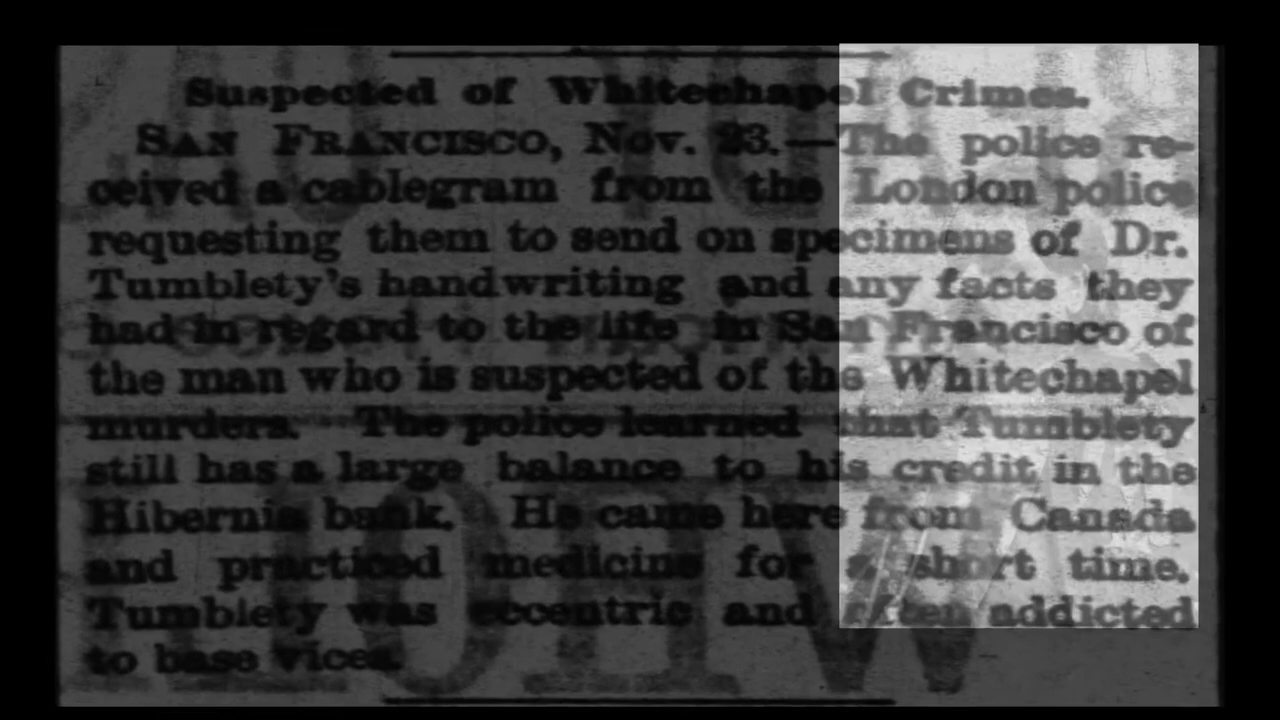 Suspected of Whitechapel Crimes.
SAN FRANCISCO, Nov. 23.—The police re-
ceived a cablegram from the London police
requesting them to send on specimens of Dr.
Tumblety's handwriting and any facts they
had in regard to the life in San Francisco of
the man who is suspected of the Whitechapel
murders. The police learned that Tumblety
still has a large balance to his credit in the
Hibernia bank. He came here from Canada
and practiced medicine for a short time.
Tumblety was eccentric and often addicted
to base vices.